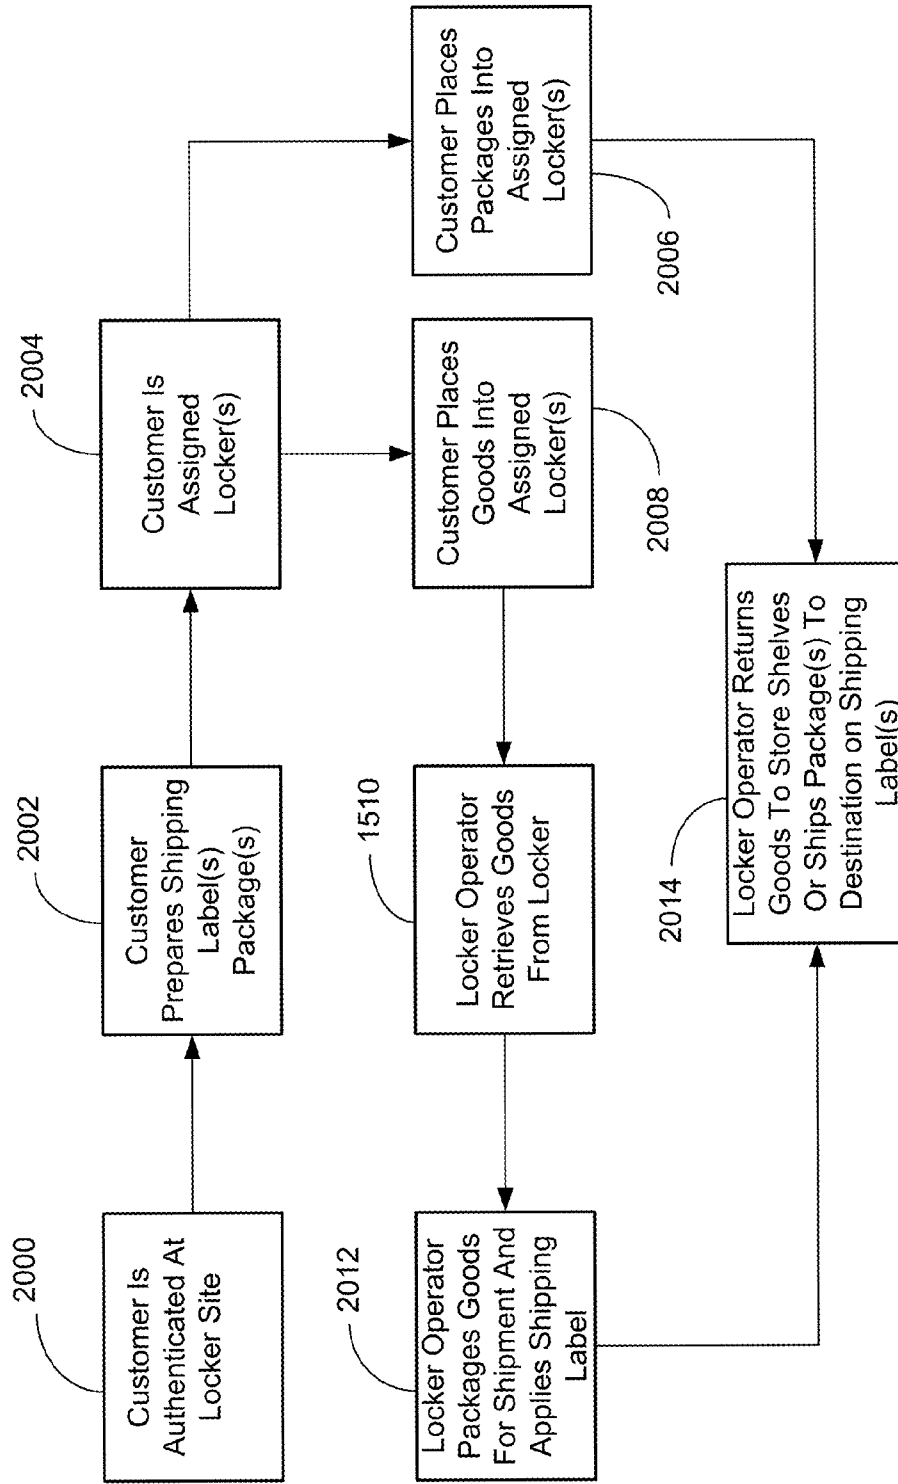 2000
Customer Is
Authenticated At
Locker Site
2002
Customer
Prepares Shipping
Label(s)
Package(s)
2004
Customer Is
Assigned
Locker(s)
2012
Locker Operator
Packages Goods
For Shipment And
Applies Shipping
Label
1510
Locker Operator
Retrieves Goods
From Locker
Customer Places
Goods Into
Assigned
Locker(s)
2008
Customer Places
Packages Into
Assigned
Locker(s)
2006
2014
Locker Operator Returns
Goods To Store Shelves
Or Ships Package(s) To
Destination on Shipping
Label(s)